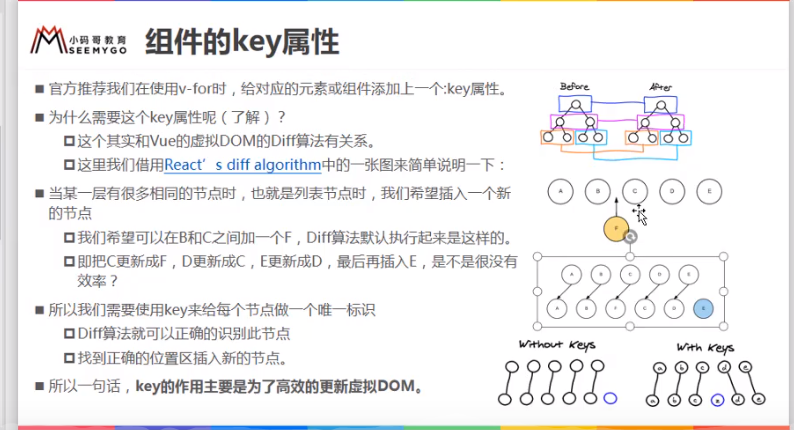 小码哥教育
SEEMYGO
组件的key属性
■ 官方推荐我们在使用v-for时，给对应的元素或组件添加上一个:key属性。
■ 为什么需要这个key属性呢（了解）？
这个其实和Vue的虚拟DOM的Diff算法有关系。
这里我们借用React's diff algorithm中的一张图来简单说明一下：
■ 当某一层有很多相同的节点时，也就是列表节点时，我们希望插入一个新
的节点
我们希望可以在B和C之间加一个F，Diff算法默认执行起来是这样的。
即把C更新成F，D更新成C，E更新成D，最后再插入E，是不是很没有
效率？
■ 所以我们需要使用key来给每个节点做一个唯一标识
Diff算法就可以正确的识别此节点
找到正确的位置区插入新的节点。
■ 所以一句话，key的作用主要是为了高效的更新虚拟DOM。
Before After
A B C D E
F
A B C D E
A B F C D E
Without Keys With Keys
a b c d e